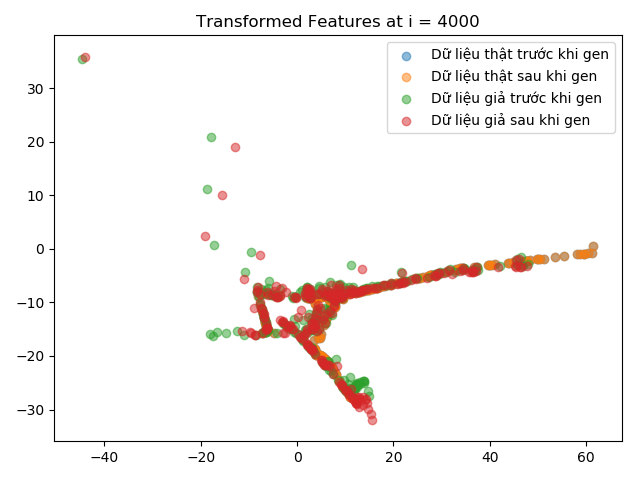 Transformed Features at i = 4000
Dữ liệu thật trước khi gen
Dữ liệu thật sau khi gen
Dữ liệu giả trước khi gen
Dữ liệu giả sau khi gen
30
20
10
0
−10
−20
−30
−40
−20
0
20
40
60